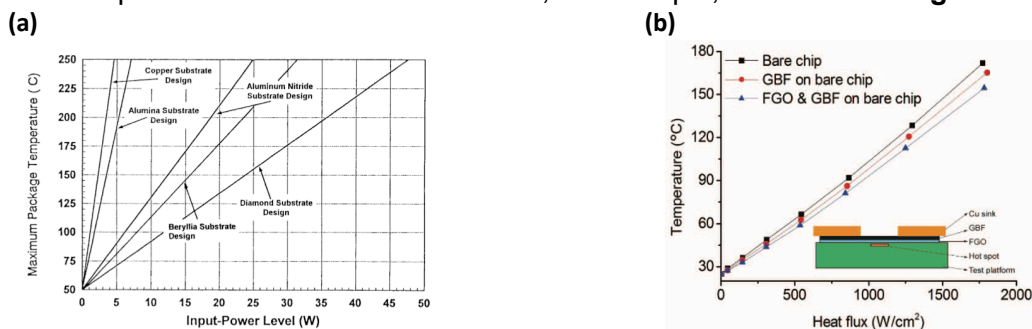 (a)
(b)
Maximum Package Temperature ( C)
250
225
200
175
150
125
100
75
50
Copper Substrate
Design
Alumina Substrate
Design
Aluminum Nitride
Substrate Design
Diamond Substrate
Design
Beryllia Substrate
Design
0 5 10 15 20 25 30 35 40 45 50
Input-Power Level (W)
Temperature (°C)
180
150
120
90
60
30
Bare chip
GBF on bare chip
FGO & GBF on bare chip
Cu sink
GBF
FGO
Hot spot
Test platform
0 500 1000 1500 2000
Heat flux (W/cm²)